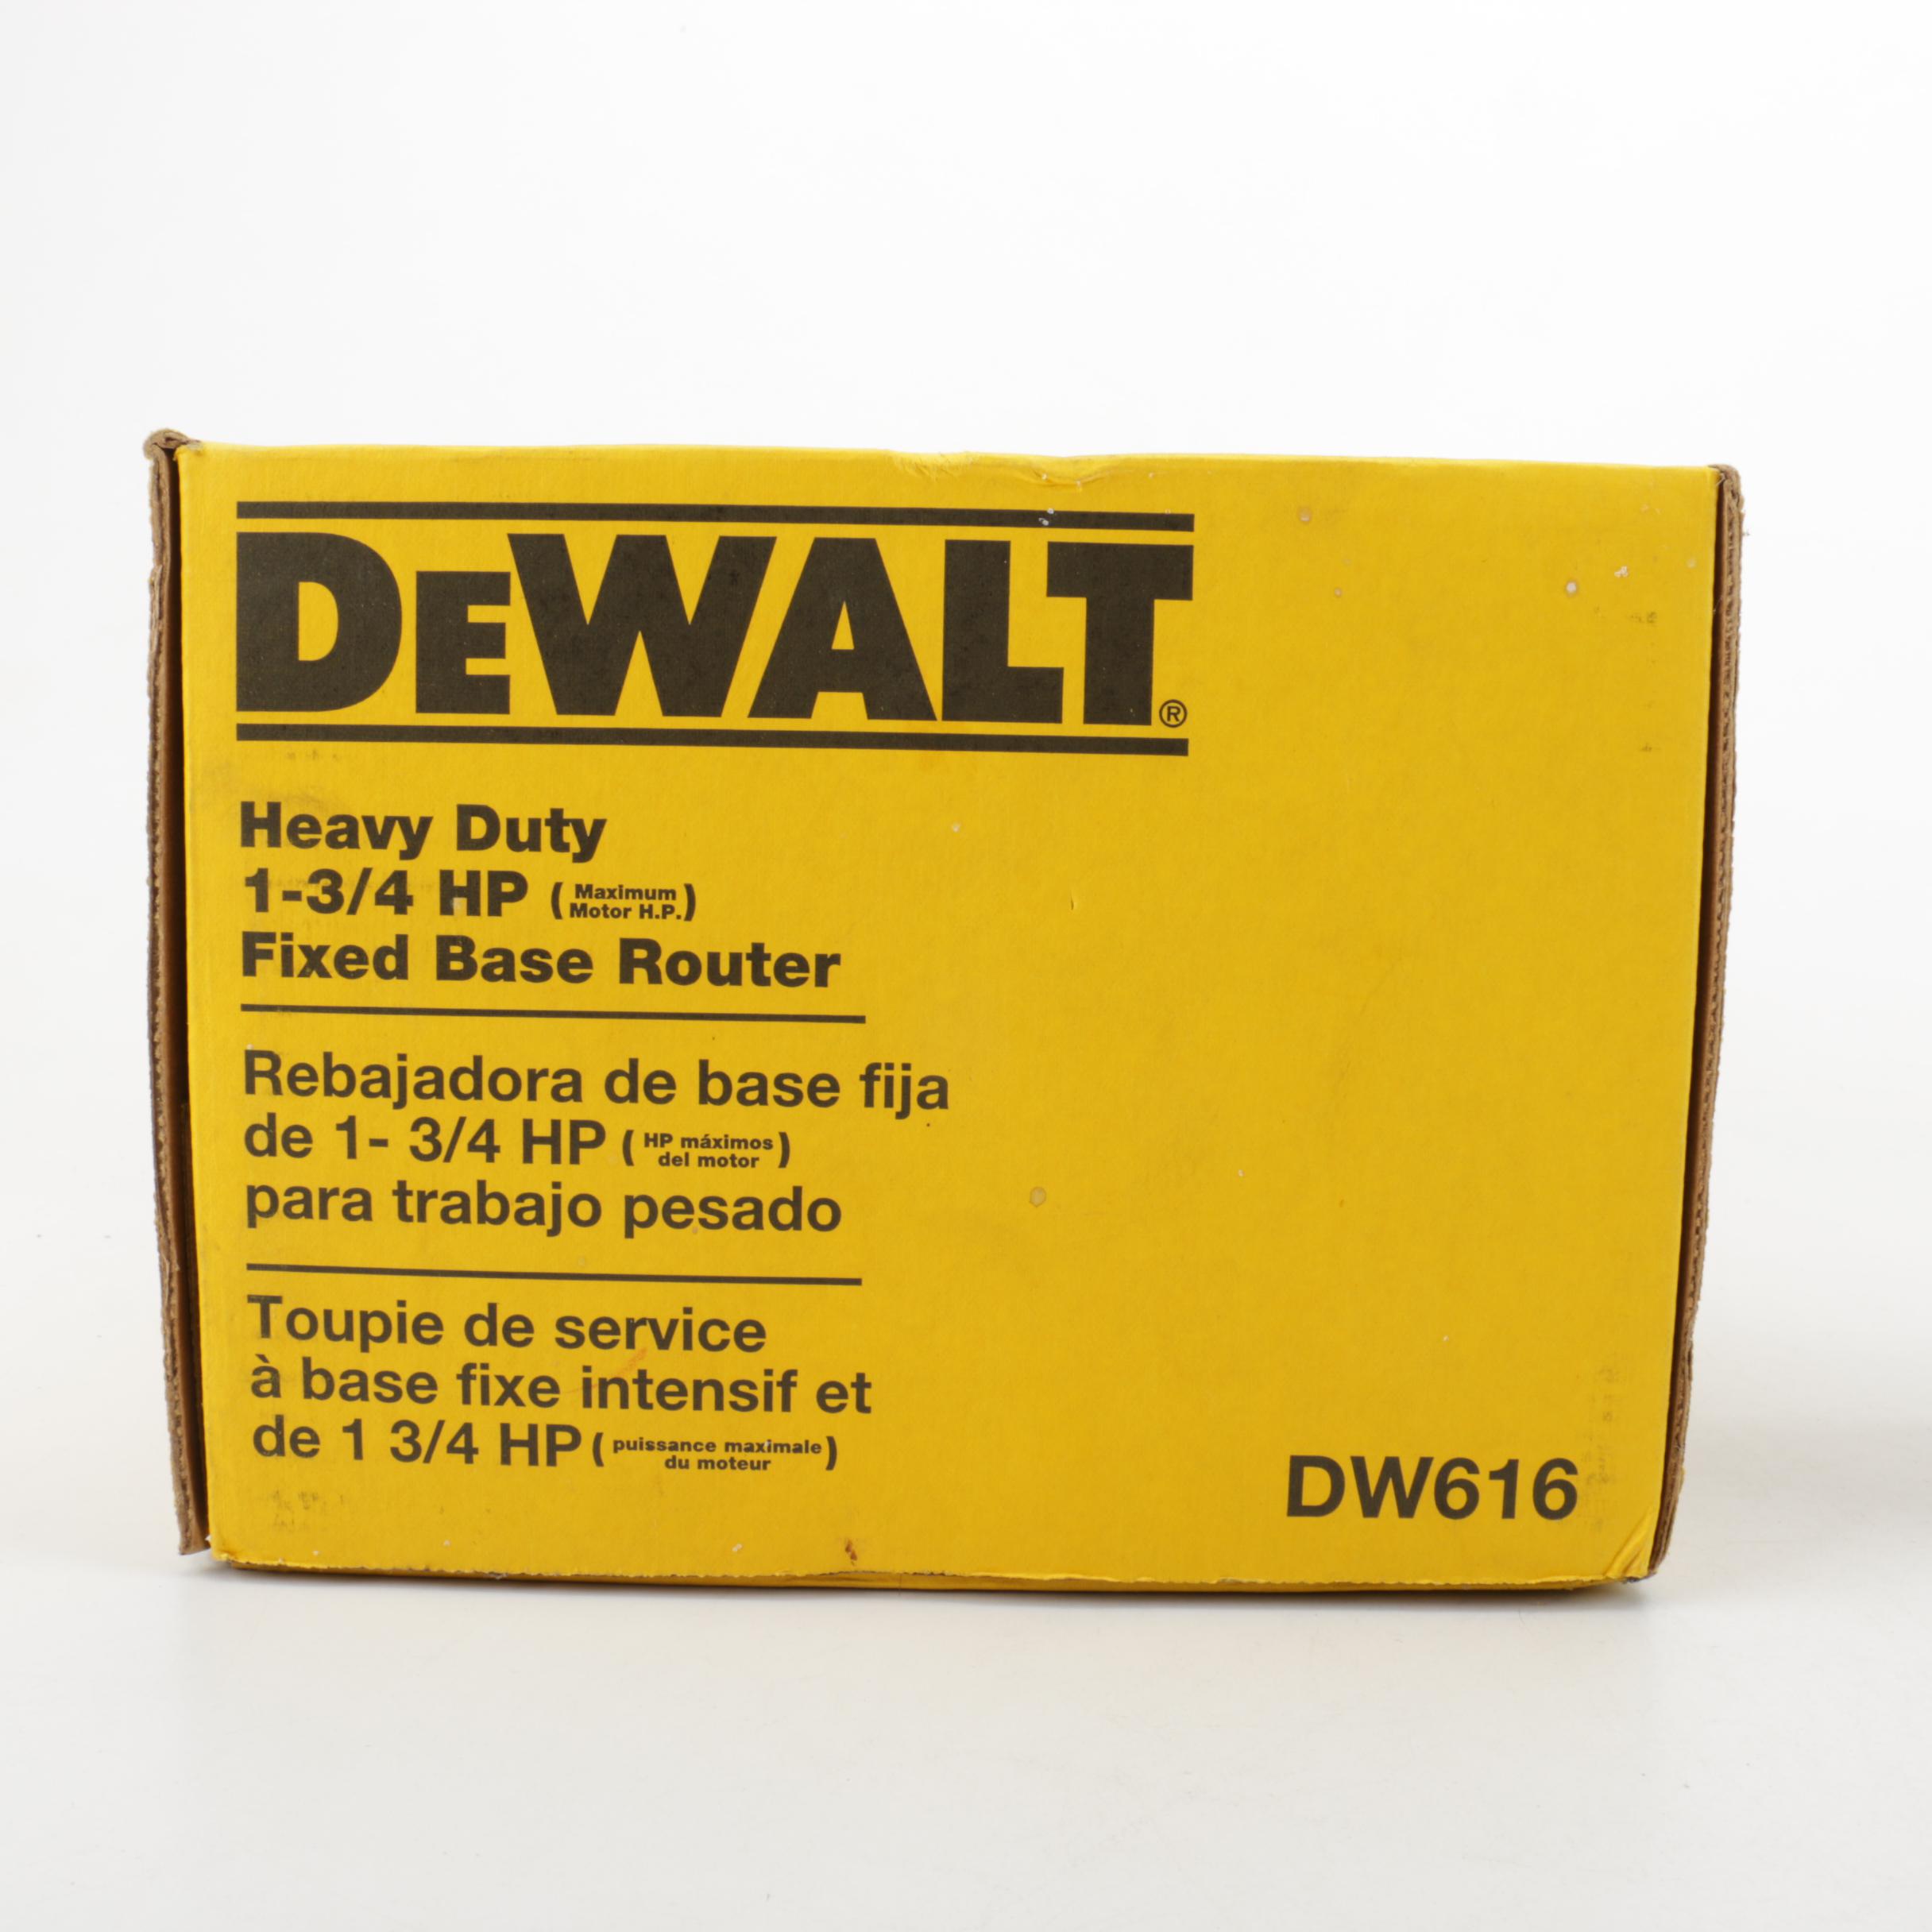 DEWALT®
Heavy Duty
1-3/4 HP (Maximum Motor H.P.)
Fixed Base Router
Rebajadora de base fija
de 1- 3/4 HP (HP máximos del motor)
para trabajo pesado
Toupie de service
à base fixe intensif et
de 1 3/4 HP (puissance maximale du moteur)
DW616